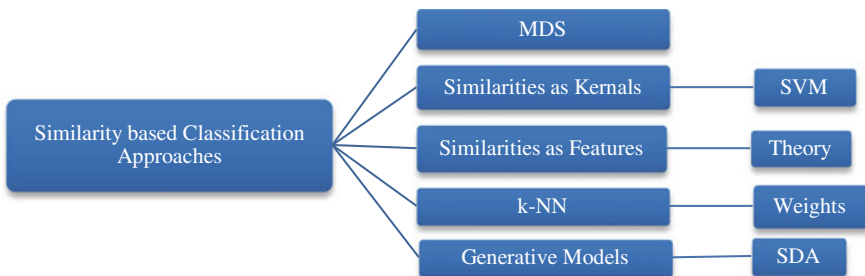 MDS
Similarities as Kernals
SVM
Similarity based Classification
Approaches
Similarities as Features
Theory
k-NN
Weights
Generative Models
SDA